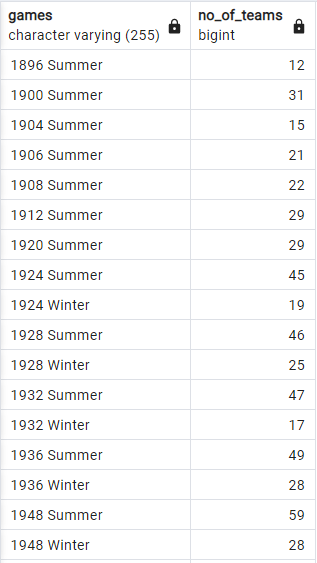 games no_of_teams
character varying (255) bigint
1896 Summer 12
1900 Summer 31
1904 Summer 15
1906 Summer 21
1908 Summer 22
1912 Summer 29
1920 Summer 29
1924 Summer 45
1924 Winter 19
1928 Summer 46
1928 Winter 25
1932 Summer 47
1932 Winter 17
1936 Summer 49
1936 Winter 28
1948 Summer 59
1948 Winter 28